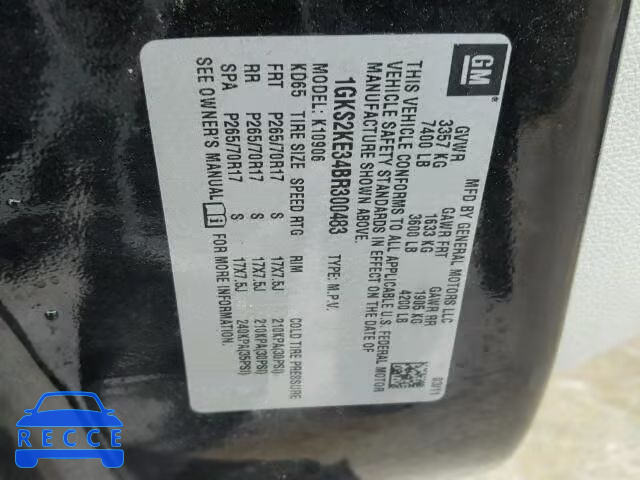 GM
MFD BY GENERAL MOTORS LLC
GVWR GAWR FRT GAWR RR
3357 KG 1633 KG 1905 KG
7400 LB 3600 LB 4200 LB
03/11
THIS VEHICLE CONFORMS TO ALL APPLICABLE U.S. FEDERAL MOTOR
VEHICLE SAFETY STANDARDS IN EFFECT ON THE DATE OF
MANUFACTURE SHOWN ABOVE.
1GKS2KE34BR300483 TYPE: M.P.V.
MODEL: K10906
KD65 TIRE SIZE SPEED RTG RIM COLD TIRE PRESSURE
FRT P265/70R17 S 17X7.5J 210KPA(30PSI)
RR P265/70R17 S 17X7.5J 210KPA(30PSI)
SPA P265/70R17 S 17X7.5J 240KPA(35PSI)
SEE OWNER'S MANUAL FOR MORE INFORMATION.
RECCE